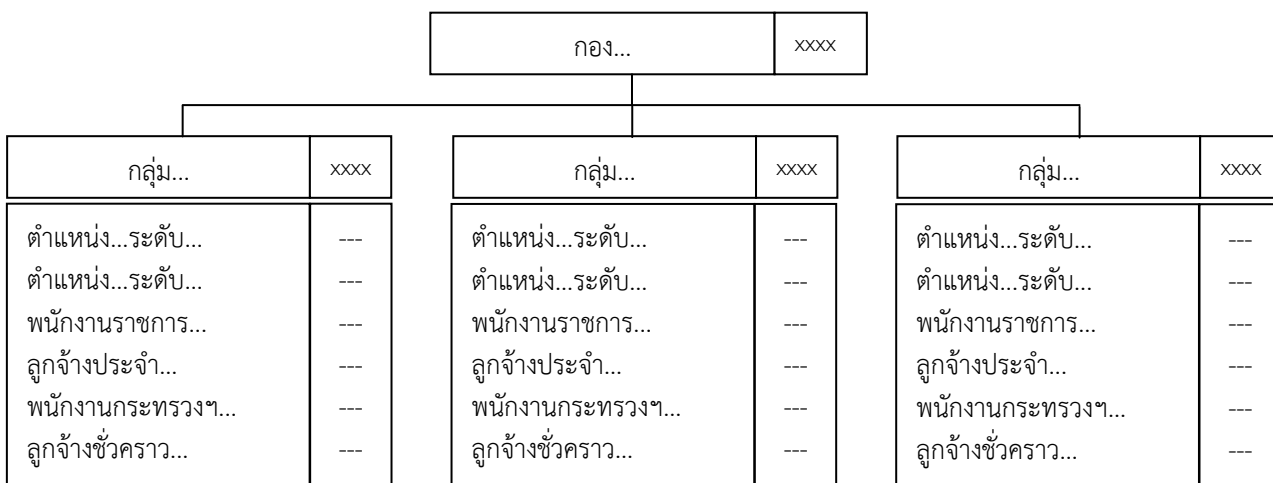 กอง... xxxx
กลุ่ม... xxxx
ตำแหน่ง...ระดับ... ---
ตำแหน่ง...ระดับ... ---
พนักงานราชการ... ---
ลูกจ้างประจำ... ---
พนักงานกระทรวงฯ... ---
ลูกจ้างชั่วคราว... ---
กลุ่ม... xxxx
ตำแหน่ง...ระดับ... ---
ตำแหน่ง...ระดับ... ---
พนักงานราชการ... ---
ลูกจ้างประจำ... ---
พนักงานกระทรวงฯ... ---
ลูกจ้างชั่วคราว... ---
กลุ่ม... xxxx
ตำแหน่ง...ระดับ... ---
ตำแหน่ง...ระดับ... ---
พนักงานราชการ... ---
ลูกจ้างประจำ... ---
พนักงานกระทรวงฯ... ---
ลูกจ้างชั่วคราว... ---